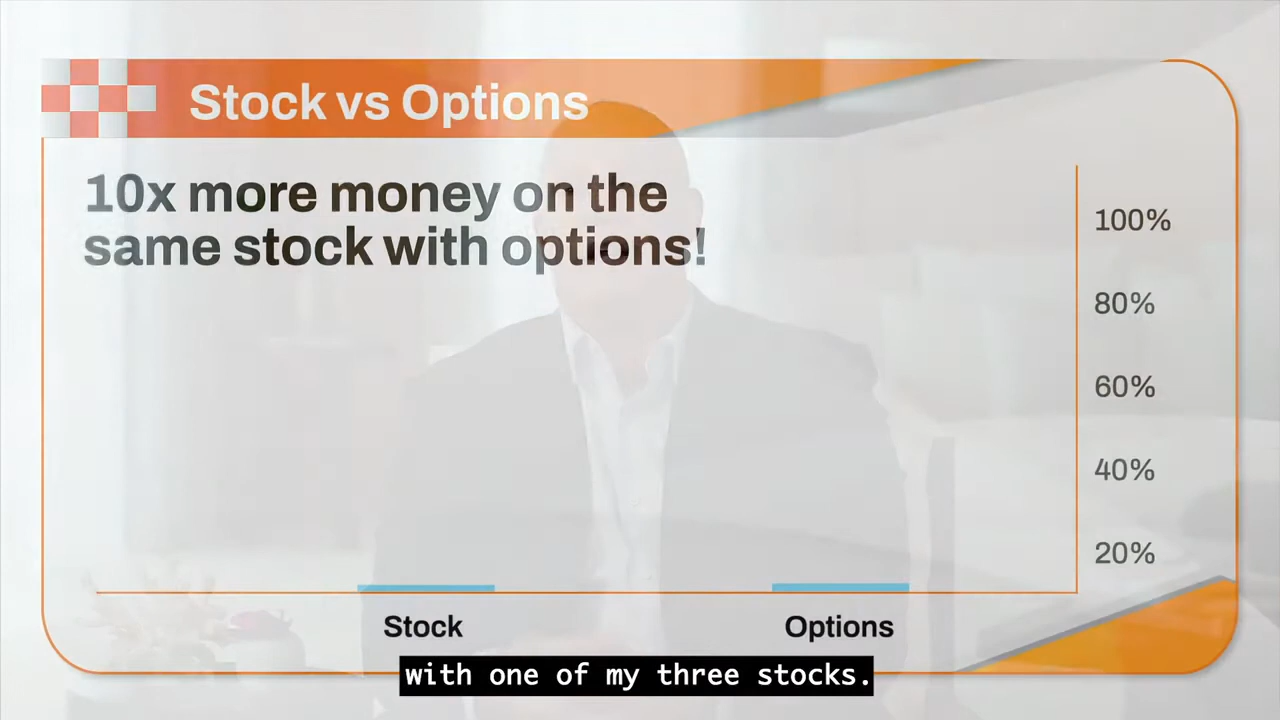 Stock vs Options
10x more money on the
same stock with options!
100%
80%
60%
40%
20%
Stock
Options
with one of my three stocks.